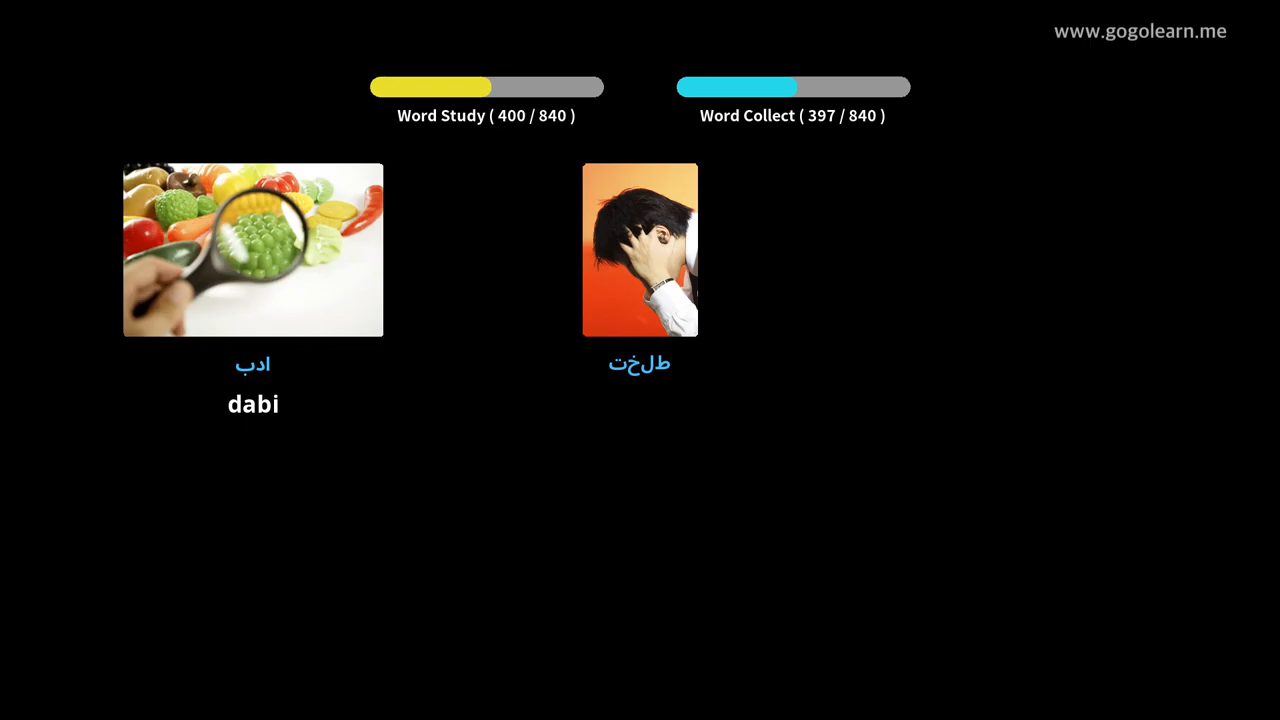 www.gogolearn.me
Word Study ( 400 / 840 )
Word Collect ( 397 / 840 )
ادب
dabi
طلخت